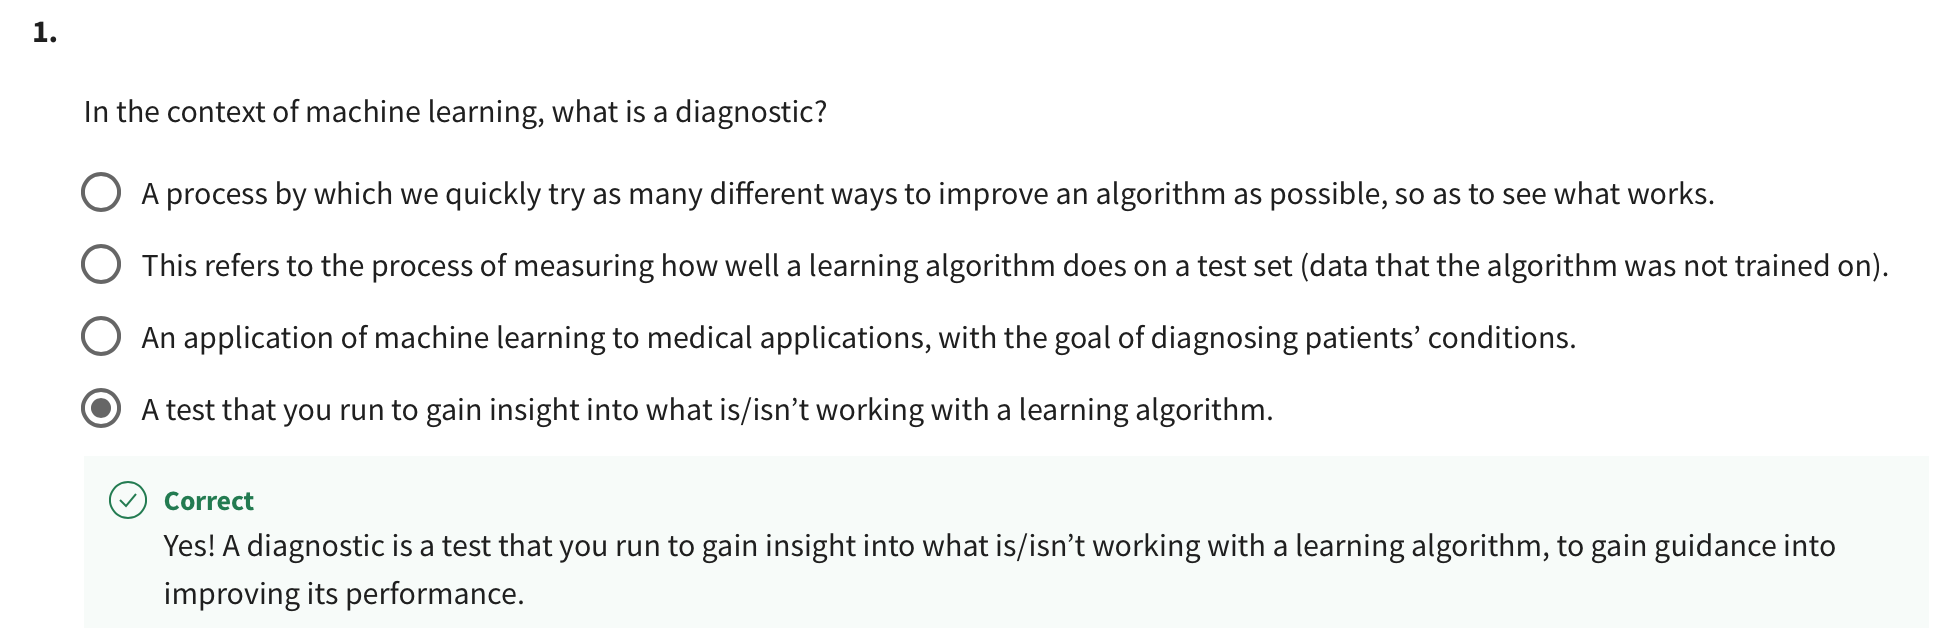 1.
In the context of machine learning, what is a diagnostic?
A process by which we quickly try as many different ways to improve an algorithm as possible, so as to see what works.
This refers to the process of measuring how well a learning algorithm does on a test set (data that the algorithm was not trained on).
An application of machine learning to medical applications, with the goal of diagnosing patients’ conditions.
A test that you run to gain insight into what is/isn’t working with a learning algorithm.
Correct
Yes! A diagnostic is a test that you run to gain insight into what is/isn’t working with a learning algorithm, to gain guidance into
improving its performance.